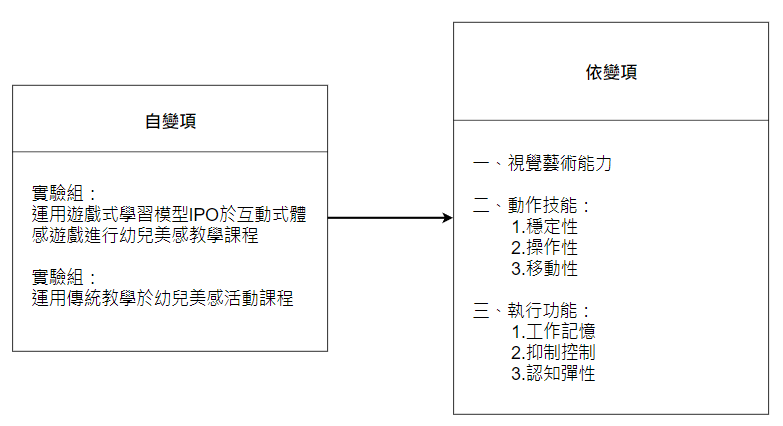 自變項
實驗組：
運用遊戲式學習模型IPO於互動式體
感遊戲進行幼兒美感教學課程
實驗組：
運用傳統教學於幼兒美感活動課程
依變項
一、視覺藝術能力
二、動作技能：
1.穩定性
2.操作性
3.移動性
三、執行功能：
1.工作記憶
2.抑制控制
3.認知彈性